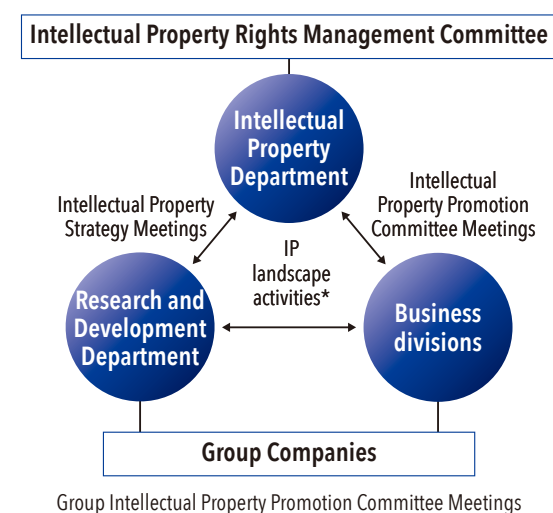 Intellectual Property Rights Management Committee
Intellectual
Property
Department
Intellectual Property
Strategy Meetings
Intellectual
Property Promotion
Committee Meetings
IP
landscape
activities*
Research and
Development
Department
Business
divisions
Group Companies
Group Intellectual Property Promotion Committee Meetings